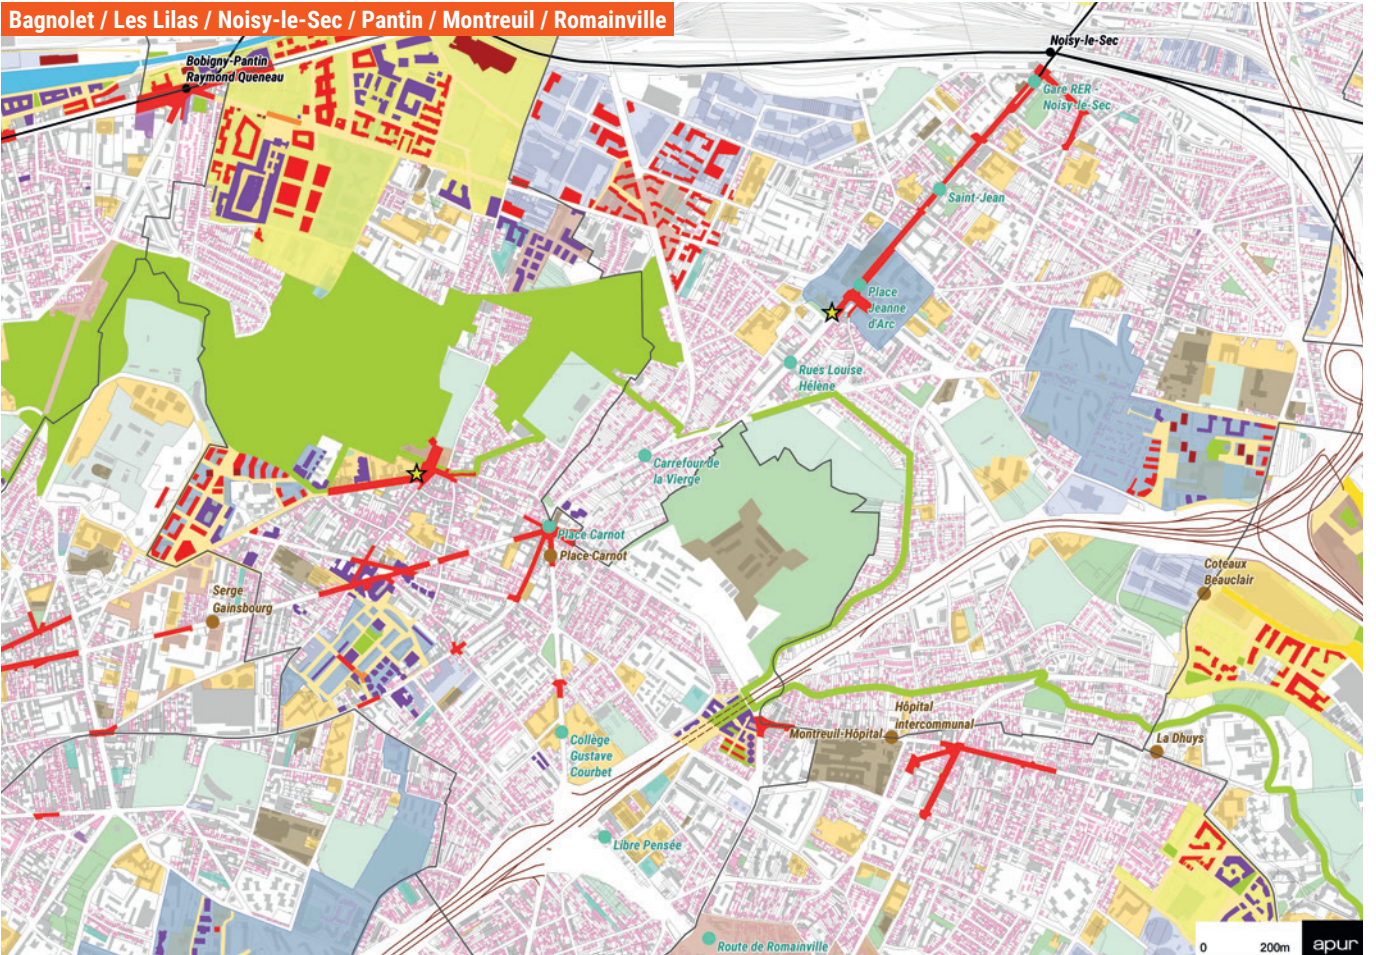 Bagnolet / Les Lilas / Noisy-le-Sec / Pantin / Montreuil / Romainville
Noisy-le-Sec
Bobigny-Pantin
Raymond Queneau
Gare RER -
Noisy-le-Sec
Saint-Jean
Place
Jeanne
d'Arc
Rues Louise
Hélène
Carrefour de
la Vierge
Place Carnot
Place Carnot
Serge
Gainsbourg
Coteaux
Beauclair
Hôpital
intercommunal
Montreuil-Hôpital
La Dhuys
Collège
Gustave
Courbet
Libre Pensée
Route de Romainville
0 200m
apur